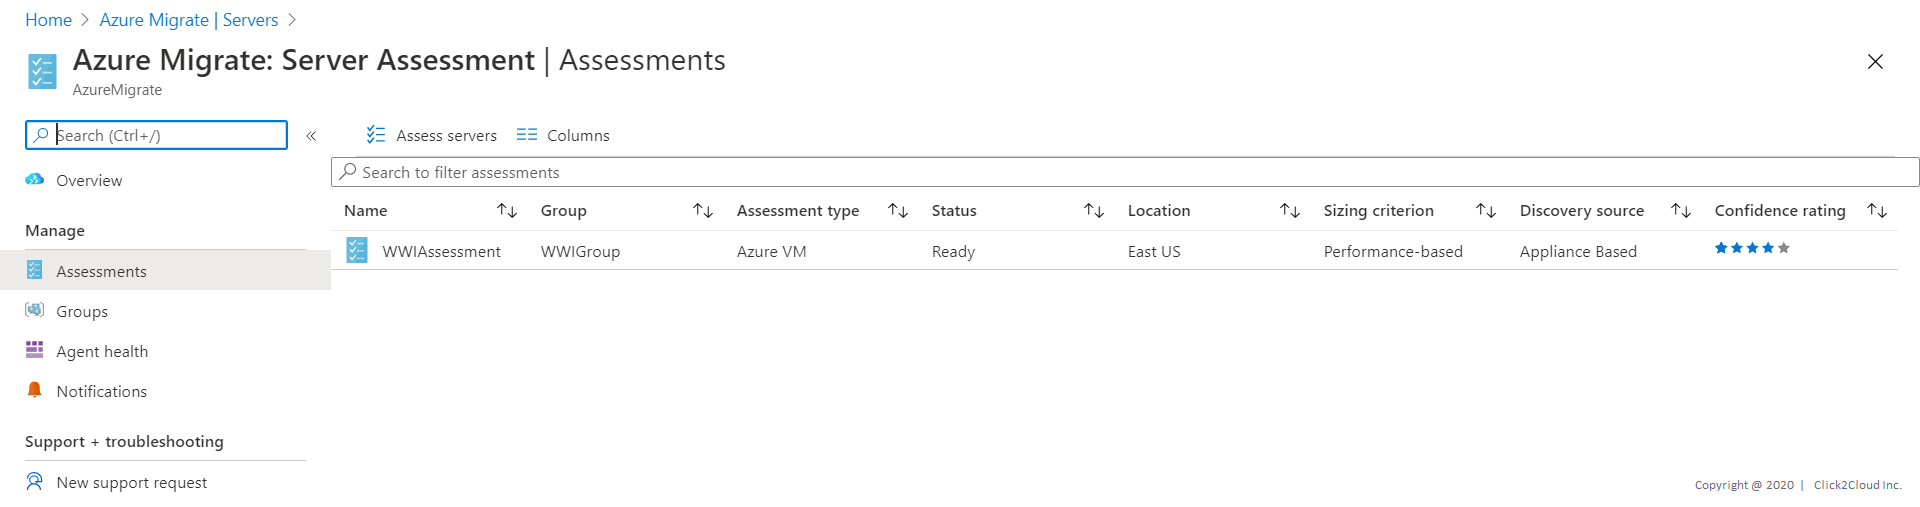 Home > Azure Migrate | Servers >
Azure Migrate: Server Assessment | Assessments
AzureMigrate
Search (Ctrl+/)
«
Assess servers
Columns
Overview
Search to filter assessments
Manage
Name Group Assessment type Status Location Sizing criterion Discovery source Confidence rating
WWIAssessment WWIGroup Azure VM Ready East US Performance-based Appliance Based
Assessments
Groups
Agent health
Notifications
Support + troubleshooting
New support request
Copyright @ 2020 | Click2Cloud Inc.